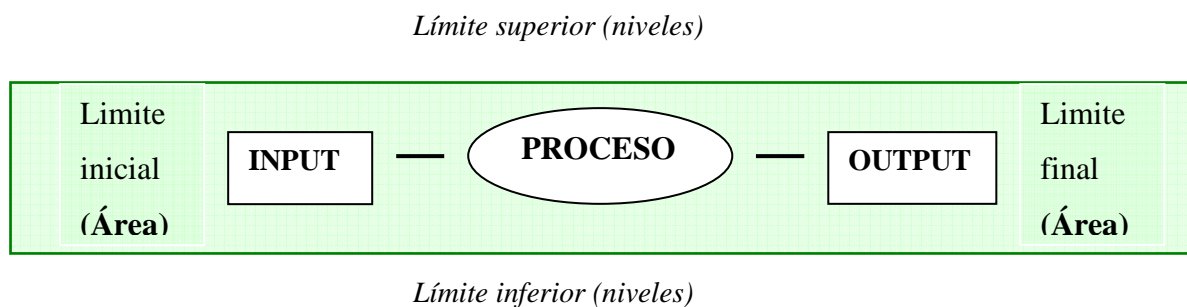 Límite superior (niveles)
Limite
inicial
(Área)
INPUT
PROCESO
OUTPUT
Limite
final
(Área)
Límite inferior (niveles)